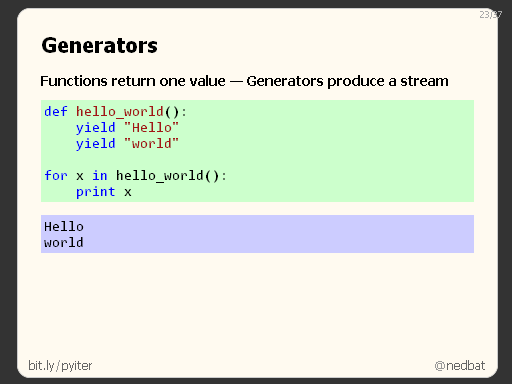 23/37
Generators
Functions return one value — Generators produce a stream
def hello_world():
    yield "Hello"
    yield "world"
for x in hello_world():
    print x
Hello
world
bit.ly/pyiter
@nedbat